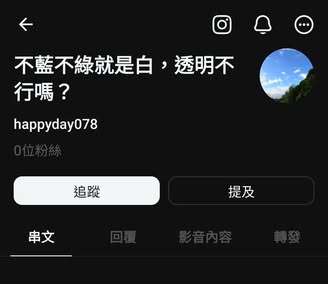 不藍不綠就是白，透明不
行嗎？
happyday078
0位粉絲
追蹤 提及
串文 回覆 影音內容 轉發